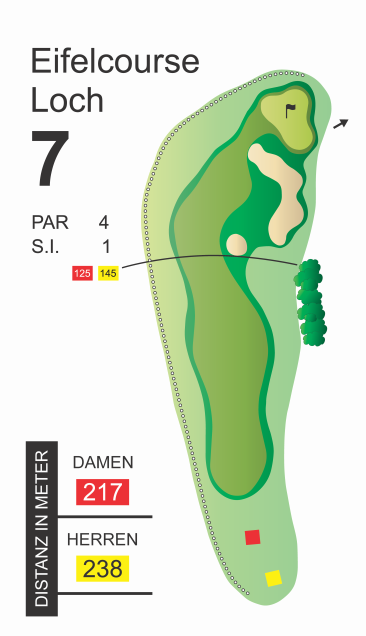 Eifelcourse
Loch
7
PAR 4
S.I. 1
125 145
DISTANZ IN METER
DAMEN
217
HERREN
238